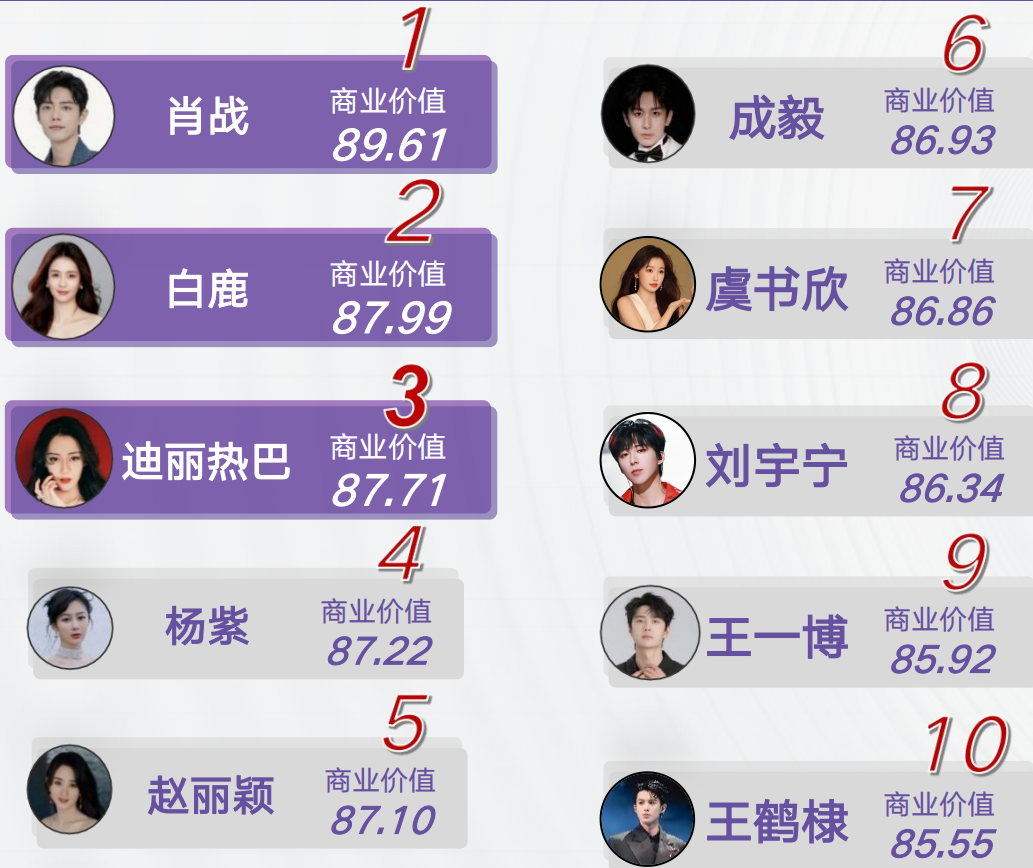 1
肖战
商业价值
89.61
2
白鹿
商业价值
87.99
3
迪丽热巴
商业价值
87.71
4
杨紫
商业价值
87.22
5
赵丽颖
商业价值
87.10
6
成毅
商业价值
86.93
7
虞书欣
商业价值
86.86
8
刘宇宁
商业价值
86.34
9
王一博
商业价值
85.92
10
王鹤棣
商业价值
85.55